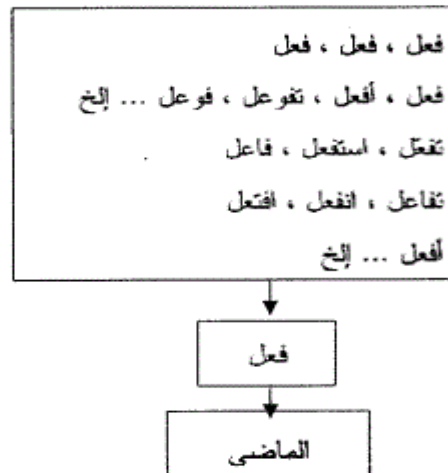 فعل ، فعل ، فعل
فعل ، أفعل ، تفوعل ، فوعل ... إلخ
تفعّل ، استفعل ، فاعل
تفاعل ، انفعل ، افتعل
أفعل ... إلخ
فعل
الماضي